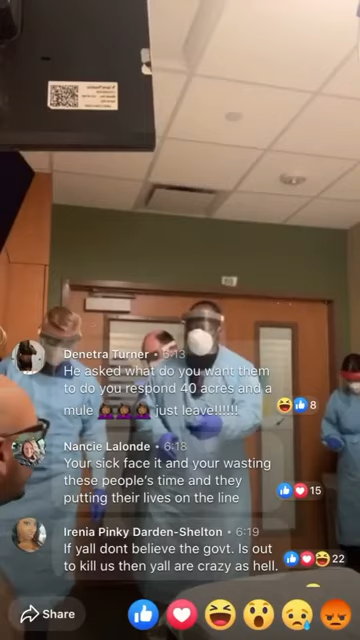 Denetra Turner • 6:13
He asked what do you want them
to do you respond 40 acres and a
mule 🤦🏾‍♀️🤦🏾‍♀️🤦🏾‍♀️ just leave!!!!!!
8
Nancie Lalonde • 6:18
Your sick face it and your wasting
these people's time and they
putting their lives on the line
15
Irenia Pinky Darden-Shelton • 6:19
If yall dont believe the govt. Is out
to kill us then yall are crazy as hell.
22
Share